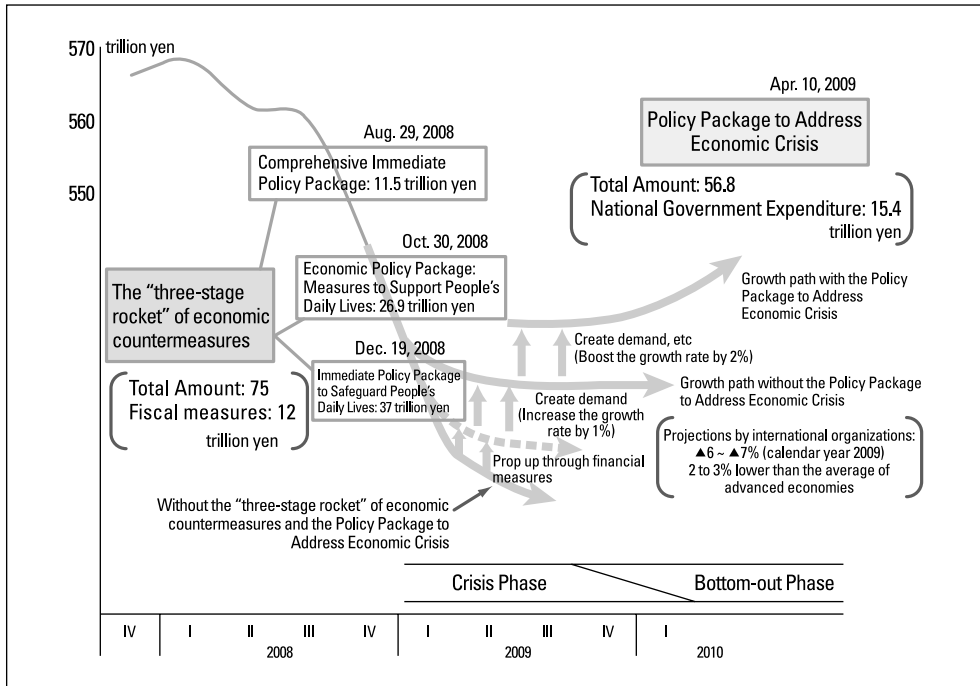 570
trillion yen
560
550
Apr. 10, 2009
Policy Package to Address
Economic Crisis
Total Amount: 56.8
National Government Expenditure: 15.4
trillion yen
Aug. 29, 2008
Comprehensive Immediate
Policy Package: 11.5 trillion yen
Oct. 30, 2008
Economic Policy Package:
Measures to Support People's
Daily Lives: 26.9 trillion yen
The “three-stage
rocket” of economic
countermeasures
Dec. 19, 2008
Immediate Policy Package
to Safeguard People's
Daily Lives: 37 trillion yen
Total Amount: 75
Fiscal measures: 12
trillion yen
Growth path with the Policy
Package to Address
Economic Crisis
Create demand, etc
(Boost the growth rate by 2%)
Growth path without the Policy Package
to Address Economic Crisis
Create demand
(Increase the growth
rate by 1%)
Projections by international organizations:
▲6 ~ ▲7% (calendar year 2009)
2 to 3% lower than the average of
advanced economies
Prop up through financial
measures
Without the “three-stage rocket” of economic
countermeasures and the Policy Package to
Address Economic Crisis
Crisis Phase
Bottom-out Phase
IV I II III IV I II III IV I
2008 2009 2010